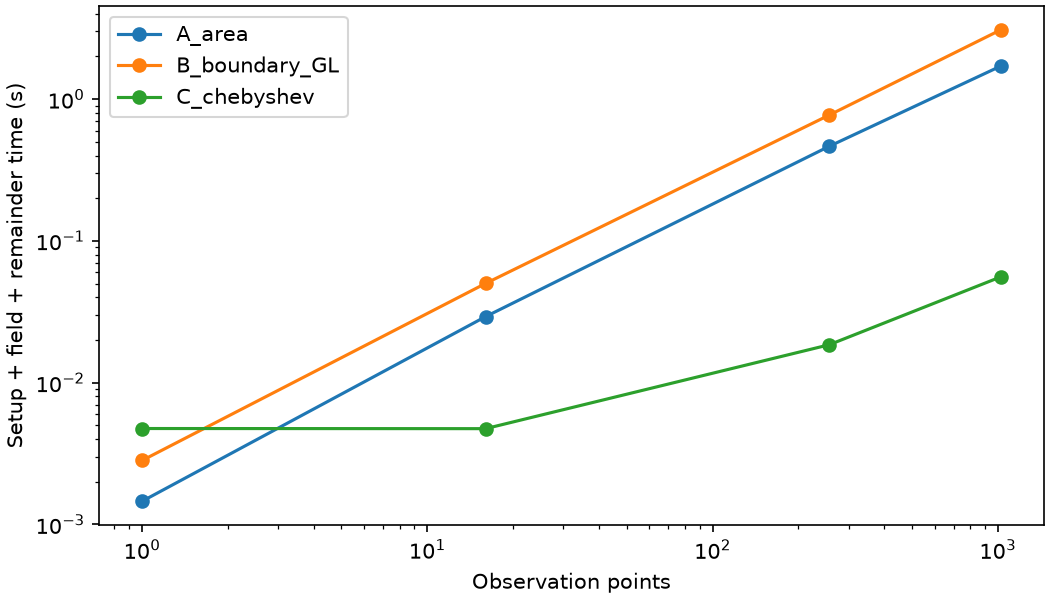 A_area
B_boundary_GL
C_chebyshev
Setup + field + remainder time (s)
10⁰
10⁻¹
10⁻²
10⁻³
10⁰ 10¹ 10² 10³
Observation points